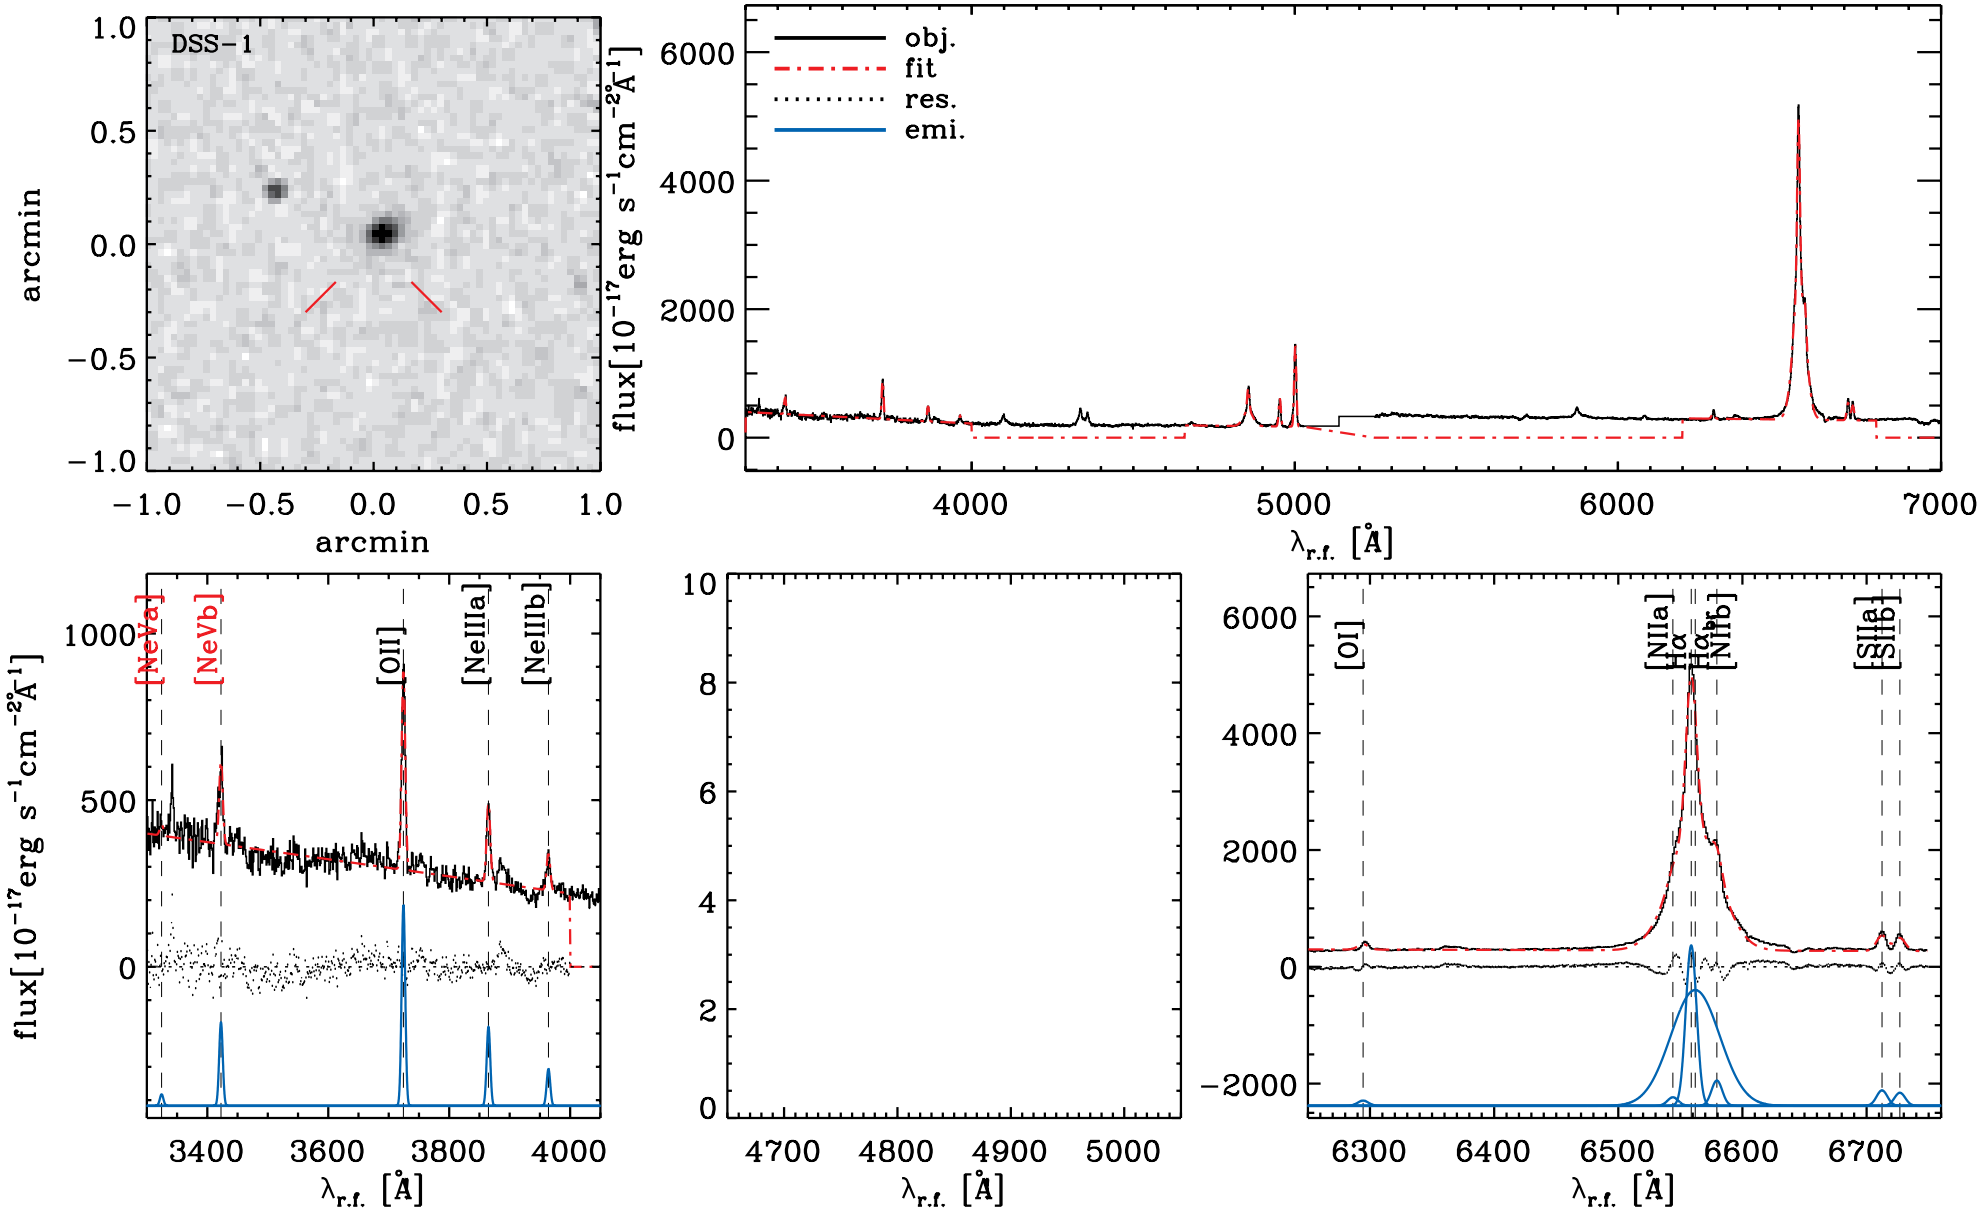 DSS-1
1.0
0.5
0.0
−0.5
−1.0
arcmin
−1.0 −0.5 0.0 0.5 1.0
arcmin
flux[10⁻¹⁷erg s⁻¹cm⁻²Å⁻¹]
6000
4000
2000
0
obj.
fit
res.
emi.
4000 5000 6000 7000
λr.f. [Å]
flux[10⁻¹⁷erg s⁻¹cm⁻²Å⁻¹]
1000
500
0
[NeVa]
[NeVb]
[OII]
[NeIIIa]
[NeIIIb]
3400 3600 3800 4000
λr.f. [Å]
10
8
6
4
2
0
4700 4800 4900 5000
λr.f. [Å]
6000
4000
2000
0
−2000
[OI]
[NIIa]
Hα
Hαbr
[NIIb]
[SIIa]
[SIIb]
6300 6400 6500 6600 6700
λr.f. [Å]